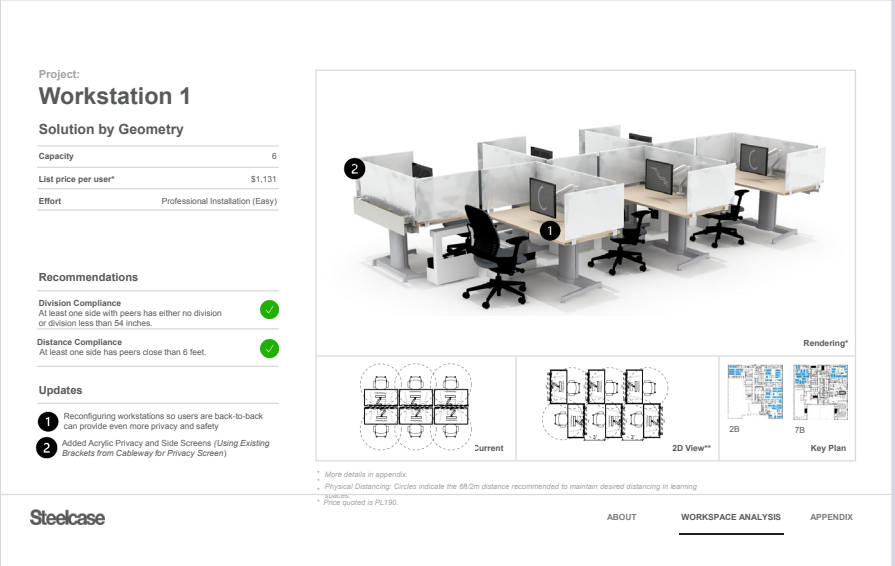 Project:
Workstation 1
Solution by Geometry
Capacity 6
List price per user* $1,131
Effort Professional Installation (Easy)
Recommendations
Division Compliance
At least one side with peers has either no division
or division less than 54 inches.
Distance Compliance
At least one side has peers close than 6 feet.
Updates
1 Reconfiguring workstations so users are back-to-back
can provide even more privacy and safety
2 Added Acrylic Privacy and Side Screens (Using Existing
Brackets from Cableway for Privacy Screen)
2
1
Rendering*
Current
3' 3'
2D View**
2B
7B
Key Plan
* More details in appendix.
*
* Physical Distancing: Circles indicate the 6ft/2m distance recommended to maintain desired distancing in learning
spaces.
* Price quoted is PL190.
Steelcase
ABOUT
WORKSPACE ANALYSIS
APPENDIX